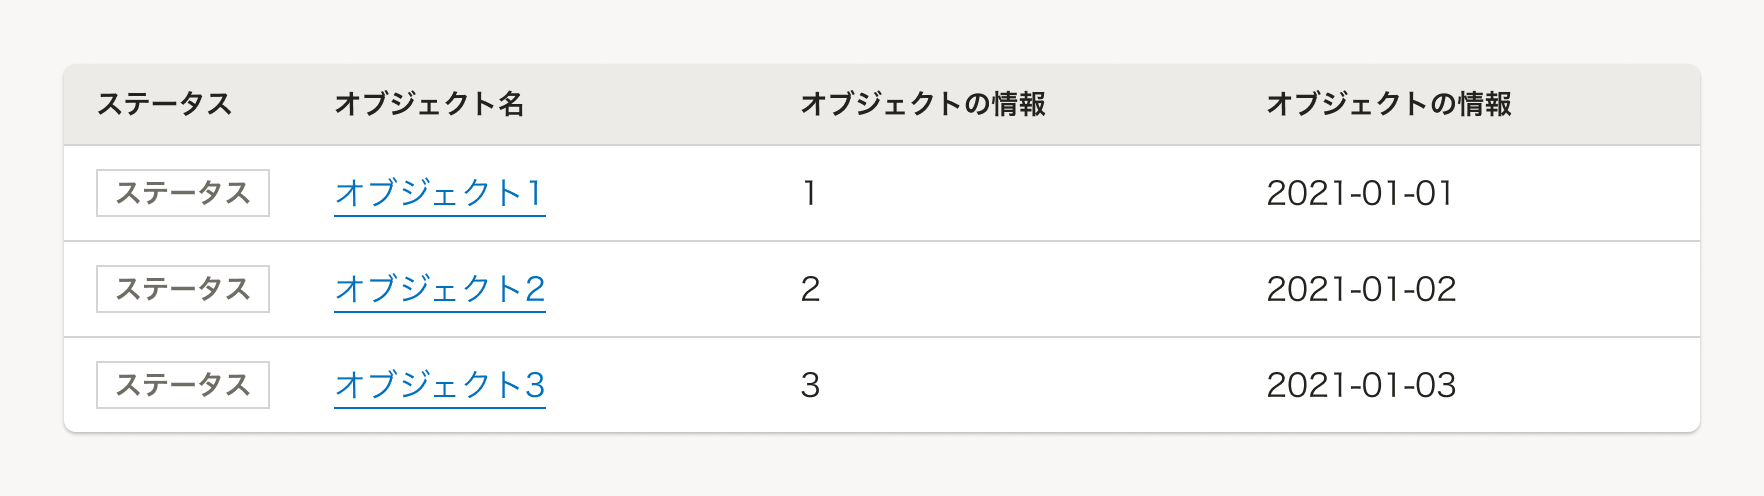 ステータス オブジェクト名 オブジェクトの情報 オブジェクトの情報
ステータス オブジェクト1 1 2021-01-01
ステータス オブジェクト2 2 2021-01-02
ステータス オブジェクト3 3 2021-01-03